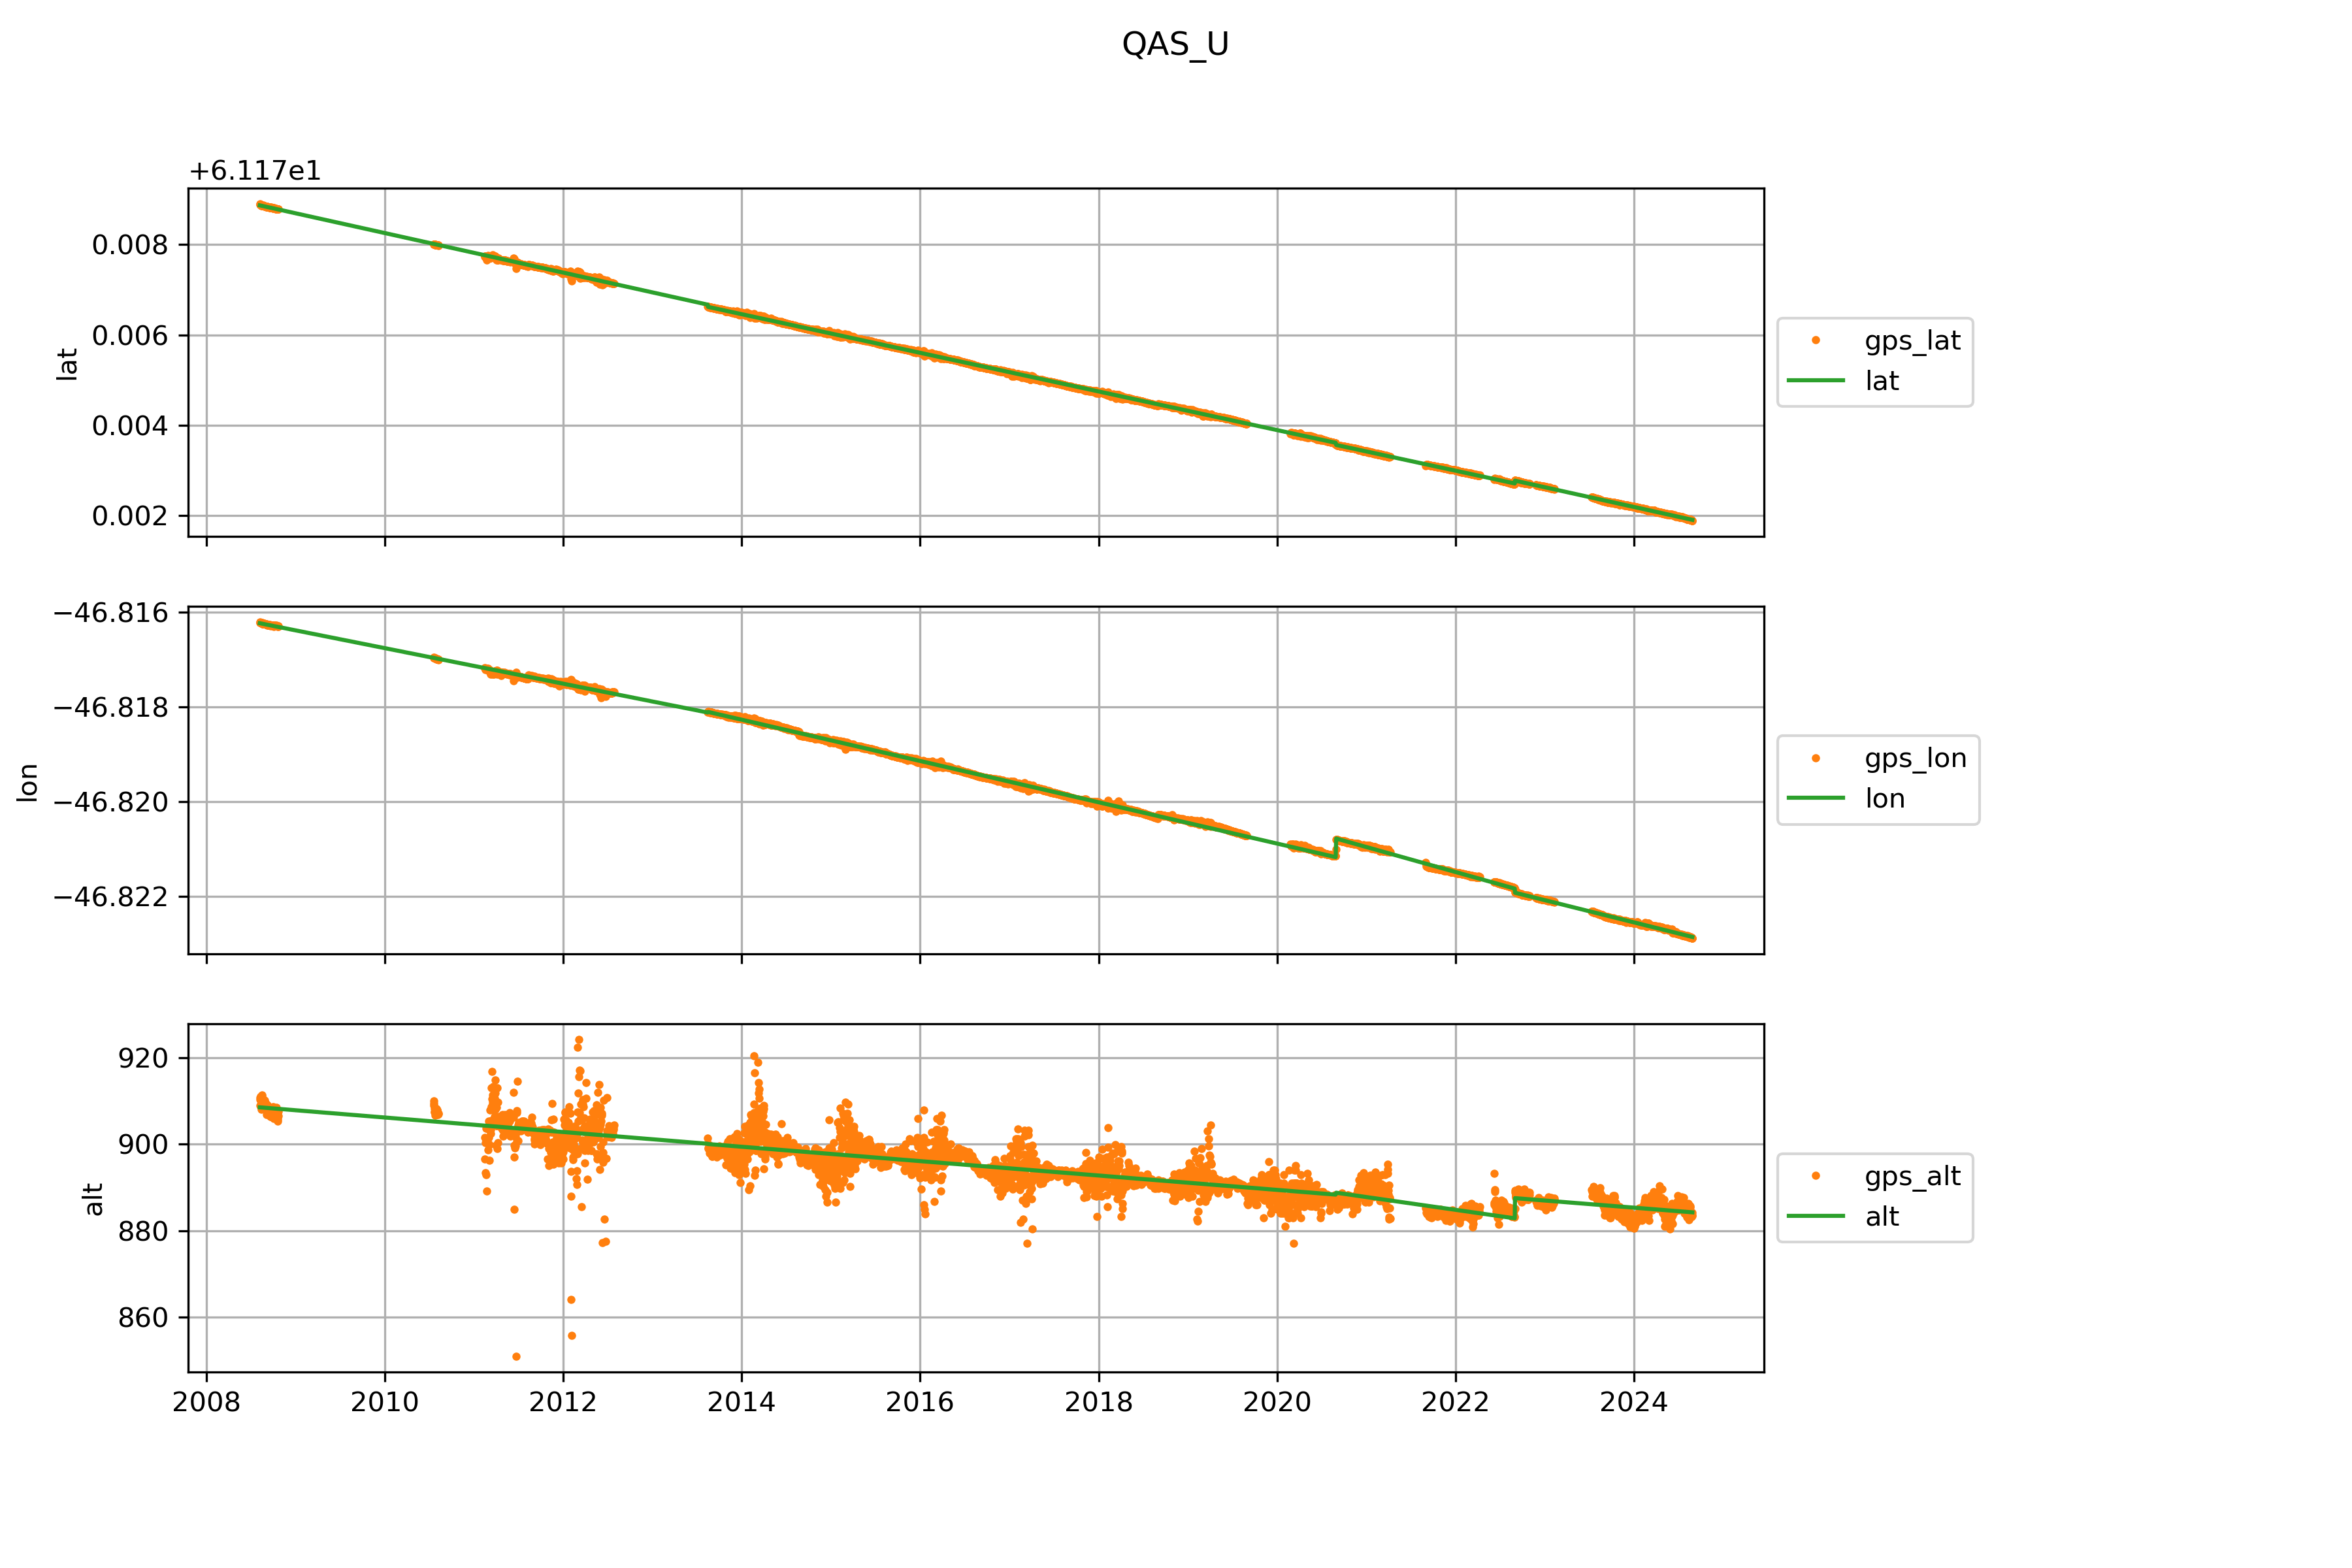 QAS_U
+6.117e1
0.008
0.006
0.004
0.002
lat
gps_lat
lat
−46.816
−46.818
−46.820
−46.822
lon
gps_lon
lon
920
900
880
860
alt
gps_alt
alt
2008 2010 2012 2014 2016 2018 2020 2022 2024